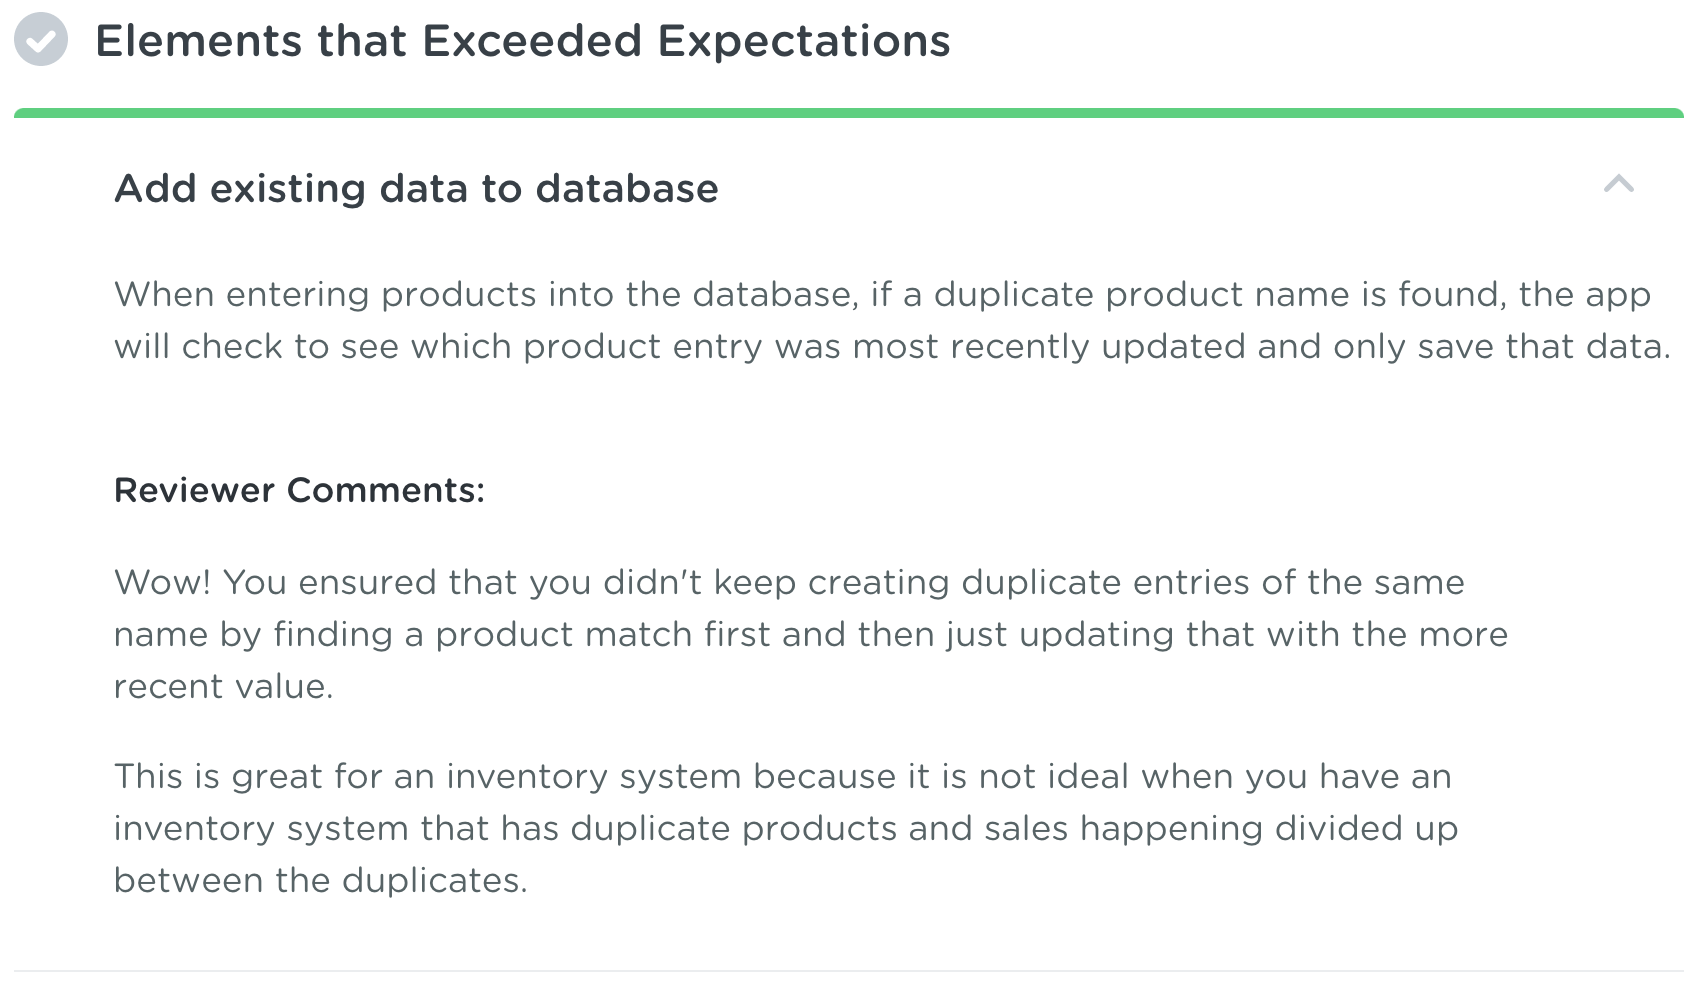 Elements that Exceeded Expectations
Add existing data to database
When entering products into the database, if a duplicate product name is found, the app
will check to see which product entry was most recently updated and only save that data.
Reviewer Comments:
Wow! You ensured that you didn't keep creating duplicate entries of the same
name by finding a product match first and then just updating that with the more
recent value.
This is great for an inventory system because it is not ideal when you have an
inventory system that has duplicate products and sales happening divided up
between the duplicates.